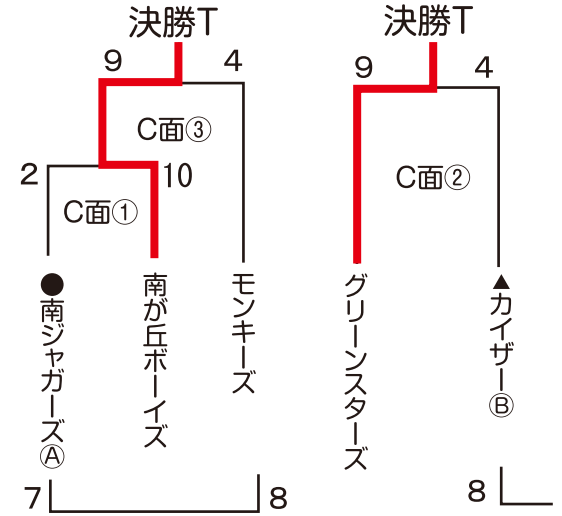 決勝T
決勝T
9
4
9
4
C面③
2
10
C面②
C面①
●南ジャガーズⒶ
南が丘ボーイズ
モンキーズ
グリーンスターズ
▲カイザーⒷ
7
8
8